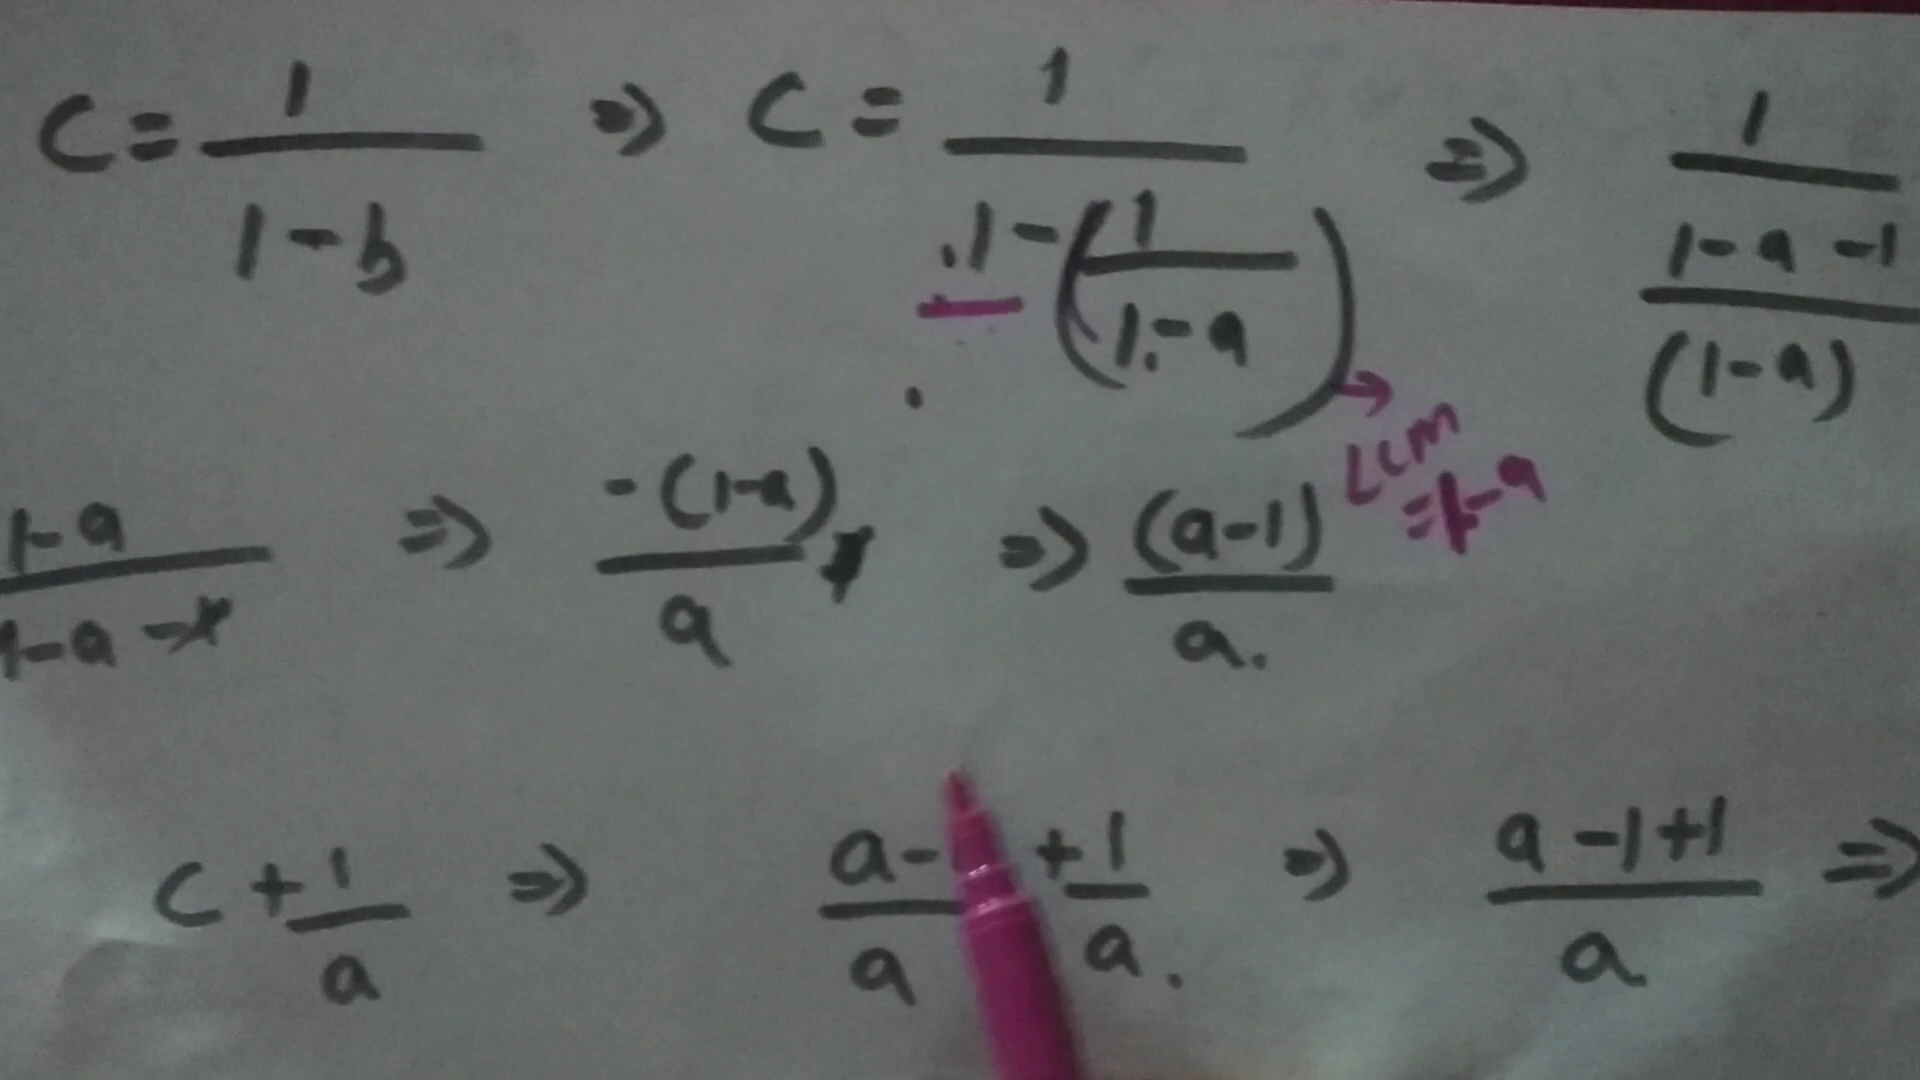 C = 1/(1-b) ⇒ C = 1/(1-(1/(1-a))) ⇒ 1/((1-a-1)/(1-a))
LCM
=1-a
(1-a)/(1-a-1) ⇒ -(1-a)/a ⇒ (a-1)/a.
C + 1/a ⇒ a- /a + 1/a. ⇒ (a-1+1)/a ⇒